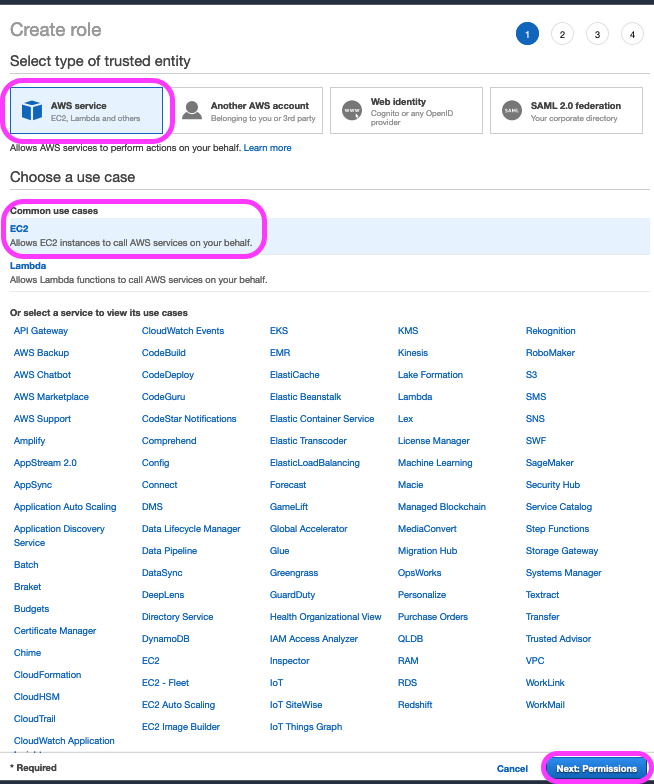 Create role
1 2 3 4
Select type of trusted entity
AWS service
EC2, Lambda and others
Another AWS account
Belonging to you or 3rd party
WWW
Web identity
Cognito or any OpenID
provider
SAML
SAML 2.0 federation
Your corporate directory
Allows AWS services to perform actions on your behalf. Learn more
Choose a use case
Common use cases
EC2
Allows EC2 instances to call AWS services on your behalf.
Lambda
Allows Lambda functions to call AWS services on your behalf.
Or select a service to view its use cases
API Gateway
AWS Backup
AWS Chatbot
AWS Marketplace
AWS Support
Amplify
AppStream 2.0
AppSync
Application Auto Scaling
Application Discovery
Service
Batch
Braket
Budgets
Certificate Manager
Chime
CloudFormation
CloudHSM
CloudTrail
CloudWatch Application
CloudWatch Events
CodeBuild
CodeDeploy
CodeGuru
CodeStar Notifications
Comprehend
Config
Connect
DMS
Data Lifecycle Manager
Data Pipeline
DataSync
DeepLens
Directory Service
DynamoDB
EC2
EC2 - Fleet
EC2 Auto Scaling
EC2 Image Builder
EKS
EMR
ElastiCache
Elastic Beanstalk
Elastic Container Service
Elastic Transcoder
ElasticLoadBalancing
Forecast
GameLift
Global Accelerator
Glue
Greengrass
GuardDuty
Health Organizational View
IAM Access Analyzer
Inspector
IoT
IoT SiteWise
IoT Things Graph
KMS
Kinesis
Lake Formation
Lambda
Lex
License Manager
Machine Learning
Macie
Managed Blockchain
MediaConvert
Migration Hub
OpsWorks
Personalize
Purchase Orders
QLDB
RAM
RDS
Redshift
Rekognition
RoboMaker
S3
SMS
SNS
SWF
SageMaker
Security Hub
Service Catalog
Step Functions
Storage Gateway
Systems Manager
Textract
Transfer
Trusted Advisor
VPC
WorkLink
WorkMail
* Required
Cancel
Next: Permissions